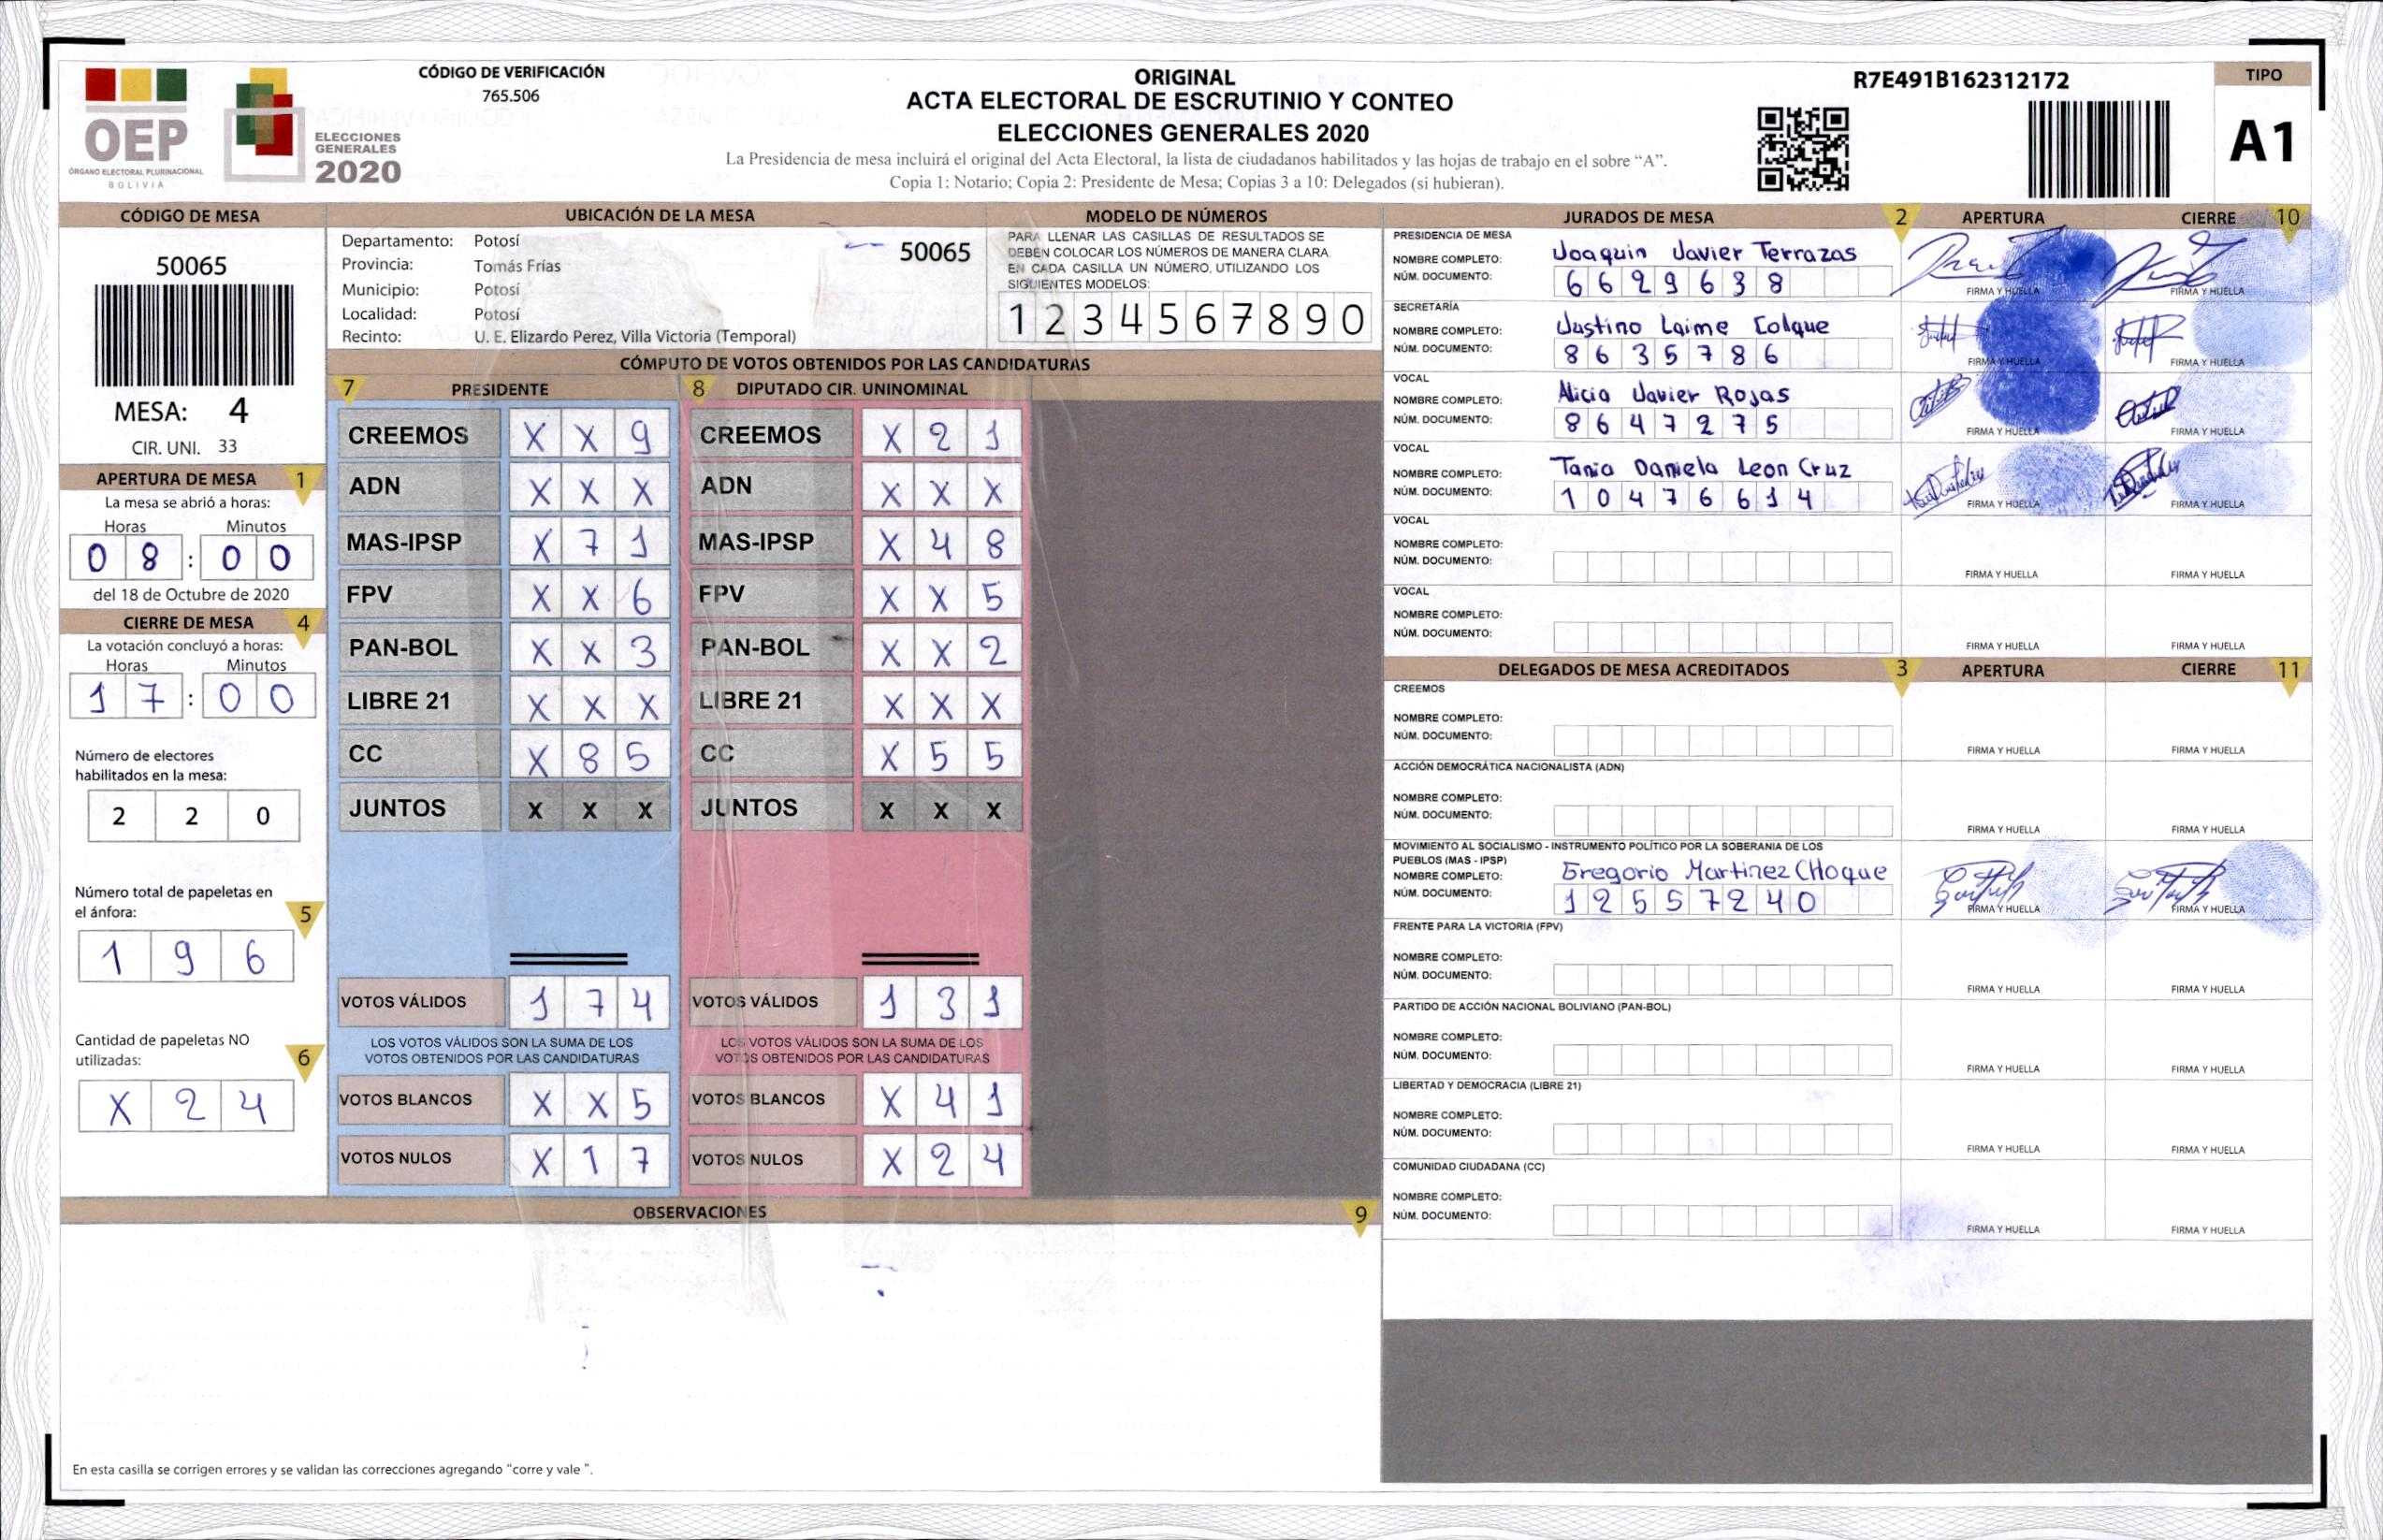 CÓDIGO DE VERIFICACIÓN
765.506
ORIGINAL
ACTA ELECTORAL DE ESCRUTINIO Y CONTEO
ELECCIONES GENERALES 2020
La Presidencia de mesa incluirá el original del Acta Electoral, la lista de ciudadanos habilitados y las hojas de trabajo en el sobre “A”.
Copia 1: Notario; Copia 2: Presidente de Mesa; Copias 3 a 10: Delegados (si hubieran).
R7E491B162312172
TIPO
A1
OEP
ÓRGANO ELECTORAL PLURINACIONAL
BOLIVIA
ELECCIONES
GENERALES
2020
CÓDIGO DE MESA
50065
MESA: 4
CIR. UNI. 33
APERTURA DE MESA 1
La mesa se abrió a horas:
Horas Minutos
0 8 : 0 0
del 18 de Octubre de 2020
CIERRE DE MESA 4
La votación concluyó a horas:
Horas Minutos
1 7 : 0 0
Número de electores
habilitados en la mesa:
2 2 0
Número total de papeletas en
el ánfora: 5
1 9 6
Cantidad de papeletas NO
utilizadas: 6
X 2 4
UBICACIÓN DE LA MESA
Departamento: Potosí
50065
Provincia: Tomás Frías
Municipio: Potosí
Localidad: Potosí
Recinto: U. E. Elizardo Perez, Villa Victoria (Temporal)
MODELO DE NÚMEROS
PARA LLENAR LAS CASILLAS DE RESULTADOS SE
DEBEN COLOCAR LOS NÚMEROS DE MANERA CLARA.
EN CADA CASILLA UN NÚMERO, UTILIZANDO LOS
SIGUIENTES MODELOS:
1 2 3 4 5 6 7 8 9 0
CÓMPUTO DE VOTOS OBTENIDOS POR LAS CANDIDATURAS
7 PRESIDENTE 8 DIPUTADO CIR. UNINOMINAL
CREEMOS X X 9 CREEMOS X 2 1
ADN X X X ADN X X X
MAS-IPSP X 7 1 MAS-IPSP X 4 8
FPV X X 6 FPV X X 5
PAN-BOL X X 3 PAN-BOL X X 2
LIBRE 21 X X X LIBRE 21 X X X
CC X 8 5 CC X 5 5
JUNTOS X X X JUNTOS X X X
VOTOS VÁLIDOS 1 7 4 VOTOS VÁLIDOS 1 3 1
LOS VOTOS VÁLIDOS SON LA SUMA DE LOS LOS VOTOS VÁLIDOS SON LA SUMA DE LOS
VOTOS OBTENIDOS POR LAS CANDIDATURAS VOTOS OBTENIDOS POR LAS CANDIDATURAS
VOTOS BLANCOS X X 5 VOTOS BLANCOS X 4 1
VOTOS NULOS X 1 7 VOTOS NULOS X 2 4
OBSERVACIONES 9
En esta casilla se corrigen errores y se validan las correcciones agregando “corre y vale ”.
JURADOS DE MESA 2 APERTURA CIERRE 10
PRESIDENCIA DE MESA
NOMBRE COMPLETO: Joaquin Javier Terrazas
NÚM. DOCUMENTO: 6 6 2 9 6 3 8
FIRMA Y HUELLA FIRMA Y HUELLA
SECRETARÍA
NOMBRE COMPLETO: Justino Laime Colque
NÚM. DOCUMENTO: 8 6 3 5 7 8 6
FIRMA Y HUELLA FIRMA Y HUELLA
VOCAL
NOMBRE COMPLETO: Alicia Javier Rojas
NÚM. DOCUMENTO: 8 6 4 7 2 7 5
FIRMA Y HUELLA FIRMA Y HUELLA
VOCAL
NOMBRE COMPLETO: Tania Daniela Leon Cruz
NÚM. DOCUMENTO: 1 0 4 7 6 6 1 4
FIRMA Y HUELLA FIRMA Y HUELLA
VOCAL
NOMBRE COMPLETO:
NÚM. DOCUMENTO:
FIRMA Y HUELLA FIRMA Y HUELLA
VOCAL
NOMBRE COMPLETO:
NÚM. DOCUMENTO:
FIRMA Y HUELLA FIRMA Y HUELLA
DELEGADOS DE MESA ACREDITADOS 3 APERTURA CIERRE 11
CREEMOS
NOMBRE COMPLETO:
NÚM. DOCUMENTO:
FIRMA Y HUELLA FIRMA Y HUELLA
ACCIÓN DEMOCRÁTICA NACIONALISTA (ADN)
NOMBRE COMPLETO:
NÚM. DOCUMENTO:
FIRMA Y HUELLA FIRMA Y HUELLA
MOVIMIENTO AL SOCIALISMO - INSTRUMENTO POLÍTICO POR LA SOBERANIA DE LOS
PUEBLOS (MAS - IPSP)
NOMBRE COMPLETO: Gregorio Martinez CHoque
NÚM. DOCUMENTO: 1 2 5 5 7 2 4 0
FIRMA Y HUELLA FIRMA Y HUELLA
FRENTE PARA LA VICTORIA (FPV)
NOMBRE COMPLETO:
NÚM. DOCUMENTO:
FIRMA Y HUELLA FIRMA Y HUELLA
PARTIDO DE ACCIÓN NACIONAL BOLIVIANO (PAN-BOL)
NOMBRE COMPLETO:
NÚM. DOCUMENTO:
FIRMA Y HUELLA FIRMA Y HUELLA
LIBERTAD Y DEMOCRACIA (LIBRE 21)
NOMBRE COMPLETO:
NÚM. DOCUMENTO:
FIRMA Y HUELLA FIRMA Y HUELLA
COMUNIDAD CIUDADANA (CC)
NOMBRE COMPLETO:
NÚM. DOCUMENTO:
FIRMA Y HUELLA FIRMA Y HUELLA